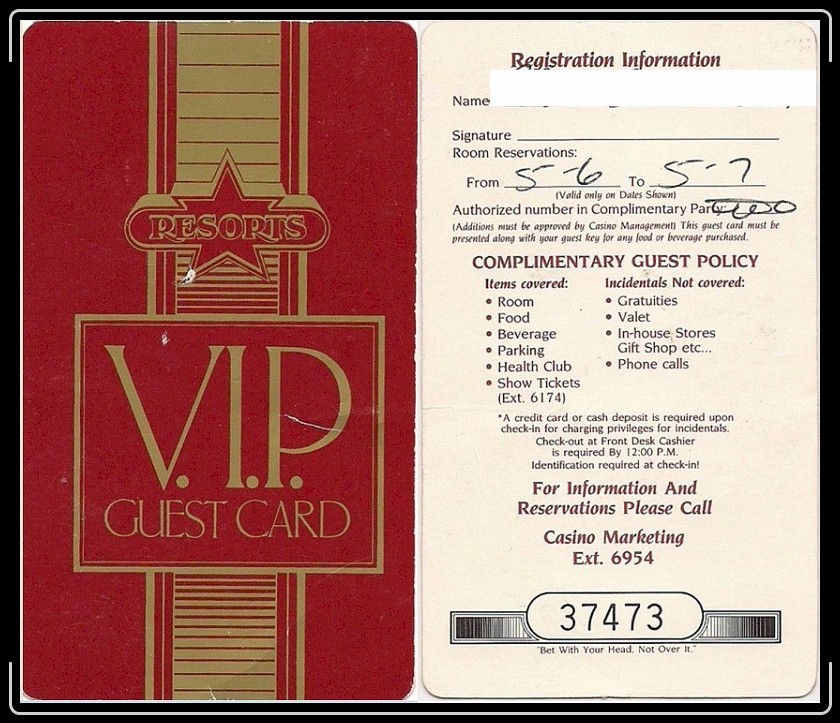 RESORTS
V.I.P.
GUEST CARD
Registration Information
Name
Signature
Room Reservations:
From 5-6 To 5-7
(Valid only on Dates Shown)
Authorized number in Complimentary Party:
(Additions must be approved by Casino Management) This guest card must be
presented along with your guest key for any food or beverage purchased.
COMPLIMENTARY GUEST POLICY
Items covered:
• Room
• Food
• Beverage
• Parking
• Health Club
• Show Tickets
(Ext. 6174)
Incidentals Not covered:
• Gratuities
• Valet
• In-house Stores
Gift Shop etc...
• Phone calls
*A credit card or cash deposit is required upon
check-in for charging privileges for incidentals.
Check-out at Front Desk Cashier
is required By 12:00 P.M.
Identification required at check-in!
For Information And
Reservations Please Call
Casino Marketing
Ext. 6954
37473
"Bet With Your Head, Not Over It."